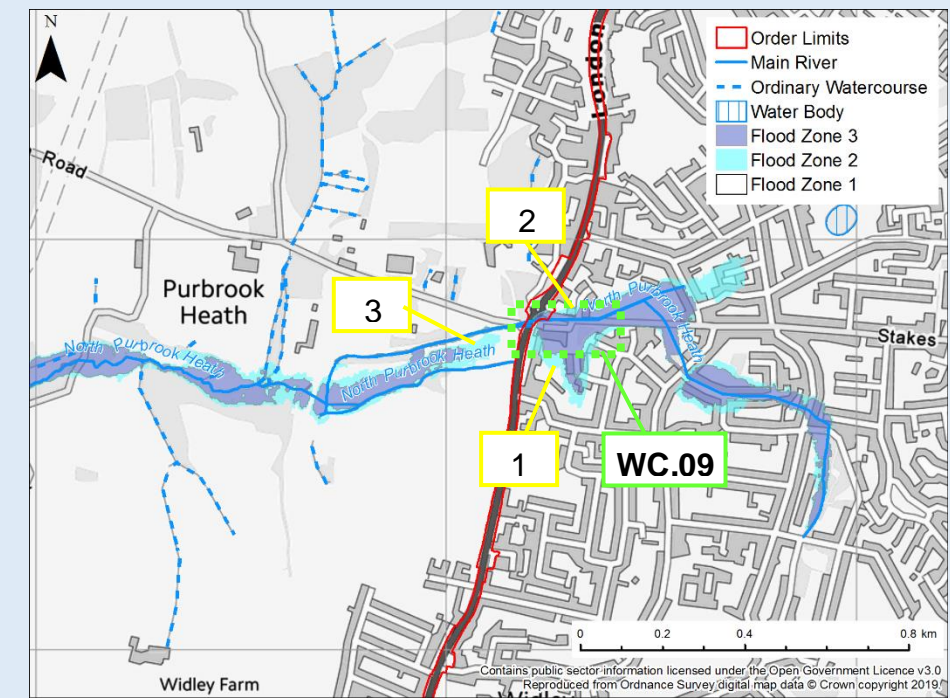 N
London
Order Limits
Main River
Ordinary Watercourse
Water Body
Flood Zone 3
Flood Zone 2
Flood Zone 1
Road
2
Purbrook
Heath
3
North Purbrook Heath
Stakes
North Purbrook Heath
North Purbrook Heath
1
WC.09
0
0.2
0.4
0.8 km
Contains public sector information licensed under the Open Government Licence v3.0
Reproduced from Ordnance Survey digital map data © Crown copyright 2019
Widley Farm